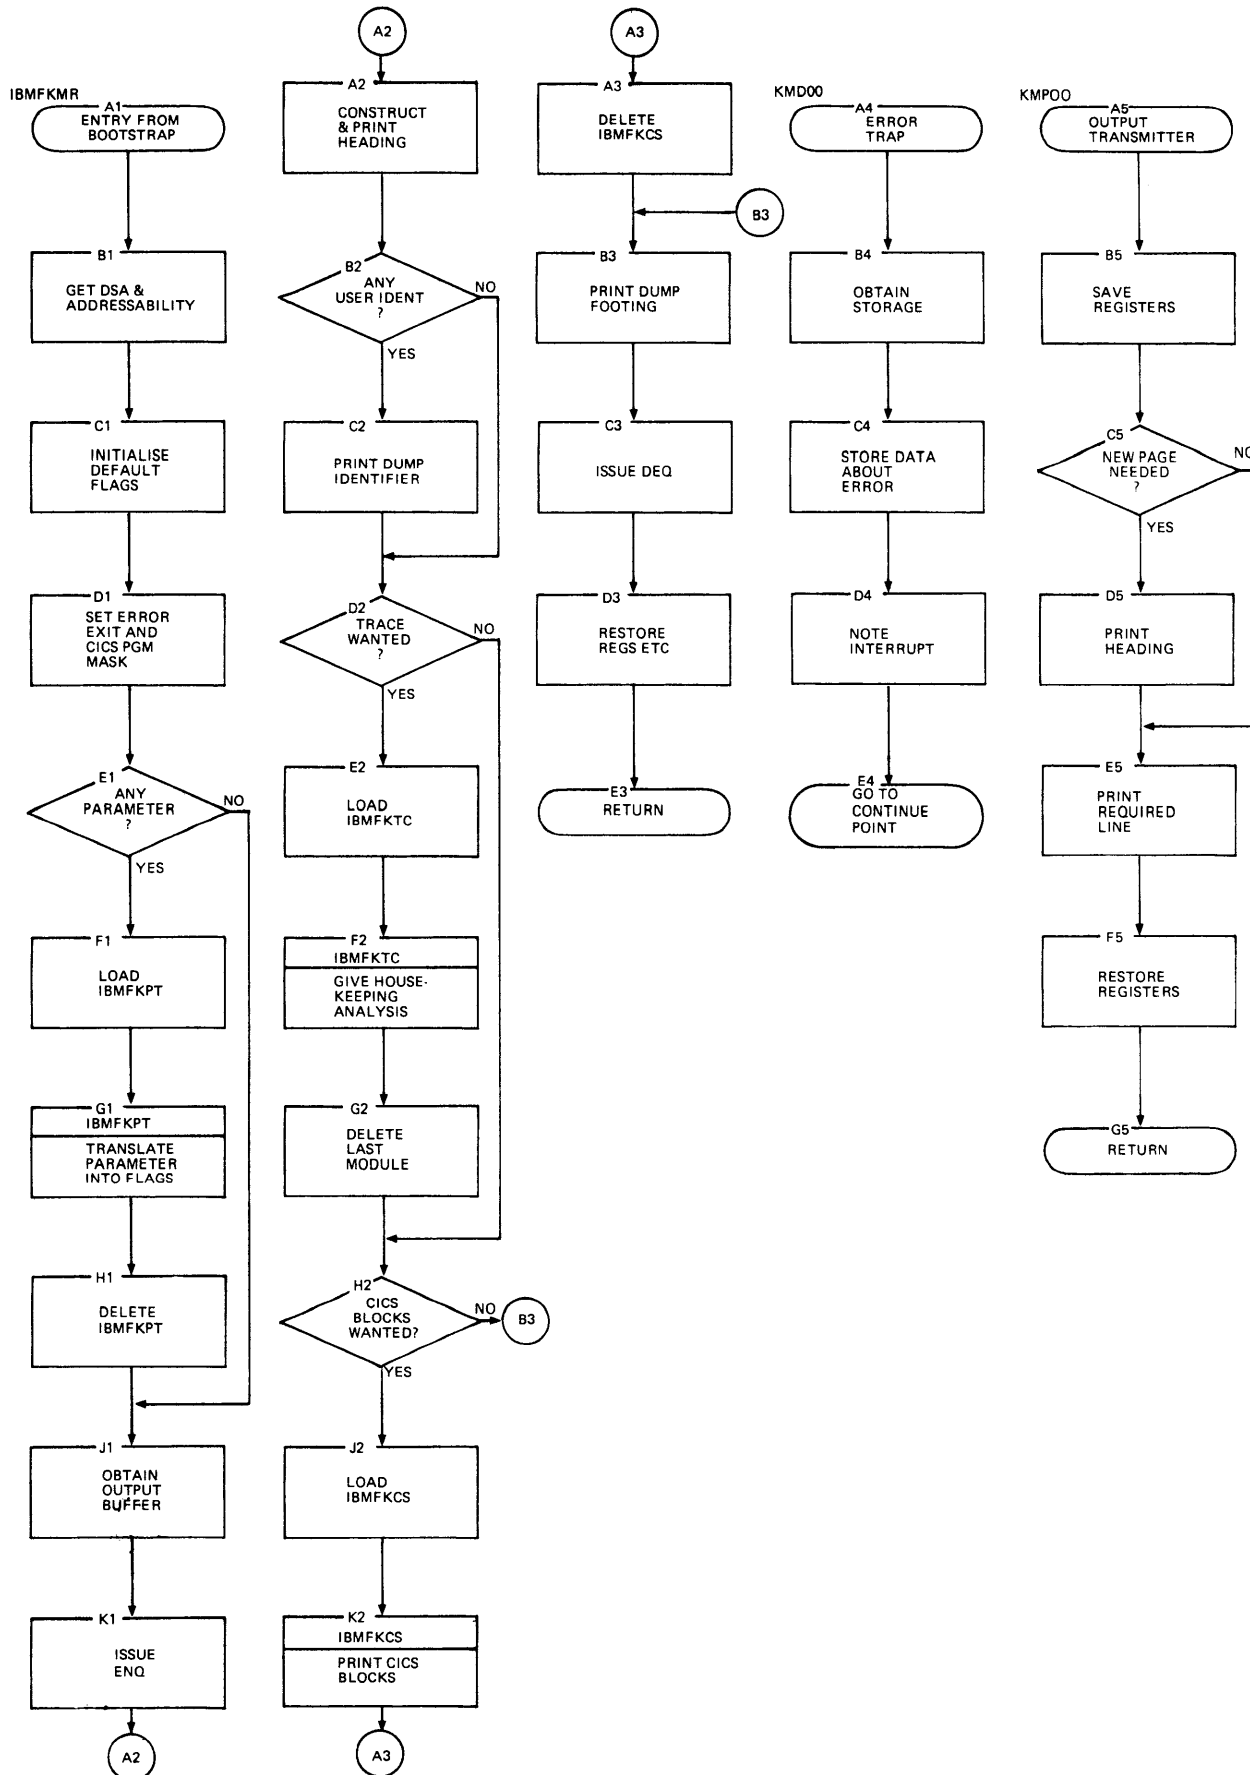 IBMFKMR
A1
ENTRY FROM
BOOTSTRAP
B1
GET DSA &
ADDRESSABILITY
C1
INITIALISE
DEFAULT
FLAGS
D1
SET ERROR
EXIT AND
CICS PGM
MASK
E1
ANY
PARAMETER
?
NO
YES
F1
LOAD
IBMFKPT
G1
IBMFKPT
TRANSLATE
PARAMETER
INTO FLAGS
H1
DELETE
IBMFKPT
J1
OBTAIN
OUTPUT
BUFFER
K1
ISSUE
ENQ
A2
A2
A2
CONSTRUCT
& PRINT
HEADING
B2
ANY
USER IDENT
?
NO
YES
C2
PRINT DUMP
IDENTIFIER
D2
TRACE
WANTED
?
NO
YES
E2
LOAD
IBMFKTC
F2
IBMFKTC
GIVE HOUSE-
KEEPING
ANALYSIS
G2
DELETE
LAST
MODULE
H2
CICS
BLOCKS
WANTED?
NO
B3
YES
J2
LOAD
IBMFKCS
K2
IBMFKCS
PRINT CICS
BLOCKS
A3
A3
A3
DELETE
IBMFKCS
B3
B3
PRINT DUMP
FOOTING
C3
ISSUE DEQ
D3
RESTORE
REGS ETC
E3
RETURN
KMD00
A4
ERROR
TRAP
B4
OBTAIN
STORAGE
C4
STORE DATA
ABOUT
ERROR
D4
NOTE
INTERRUPT
E4
GO TO
CONTINUE
POINT
KMP00
A5
OUTPUT
TRANSMITTER
B5
SAVE
REGISTERS
C5
NEW PAGE
NEEDED
?
NO
YES
D5
PRINT
HEADING
E5
PRINT
REQUIRED
LINE
F5
RESTORE
REGISTERS
G5
RETURN